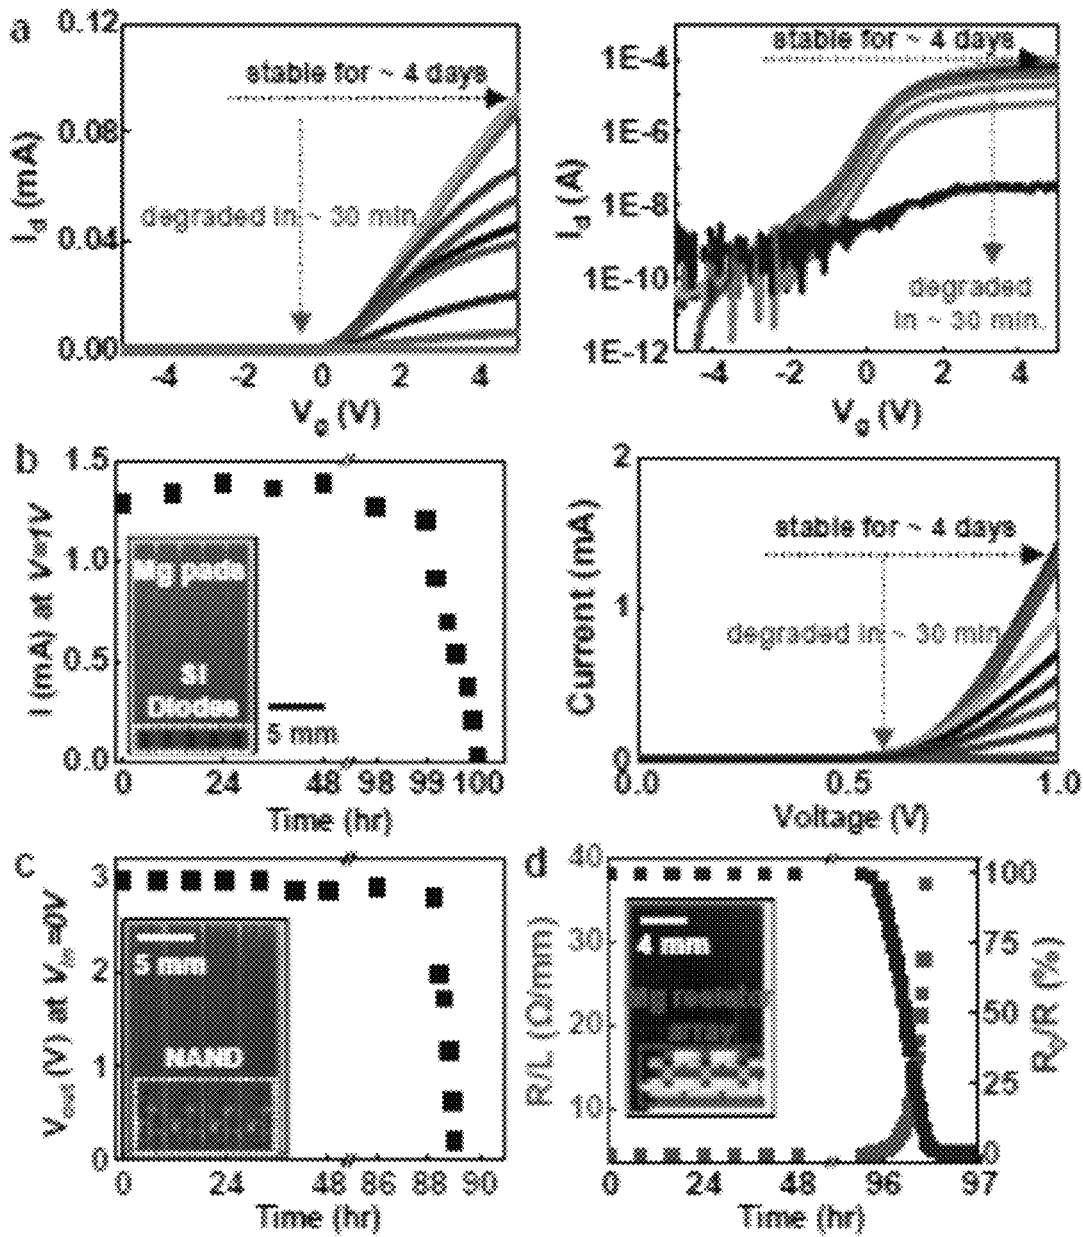 a
0.12
0.08
0.04
0.00
I_d (mA)
stable for ~ 4 days
degraded in ~ 30 min.
-4 -2 0 2 4
V_g (V)
1E-4
1E-6
1E-8
1E-10
1E-12
I_d (A)
stable for ~ 4 days
degraded
in ~ 30 min.
-4 -2 0 2 4
V_g (V)
b
1.5
1.0
0.5
0.0
I (mA) at V=1V
Mg pads
Si
Diodes
5 mm
0 24 48 98 99 100
Time (hr)
2
1
0
Current (mA)
stable for ~ 4 days
degraded in ~ 30 min.
0.0 0.5 1.0
Voltage (V)
c
3
2
1
0
V_out (V) at V_in =0V
5 mm
NAND
0 24 48 86 88 90
Time (hr)
d
40
30
20
10
R/L (Ω/mm)
4 mm
100
75
50
25
0
R_0/R (%)
0 24 48 96 97
Time (hr)